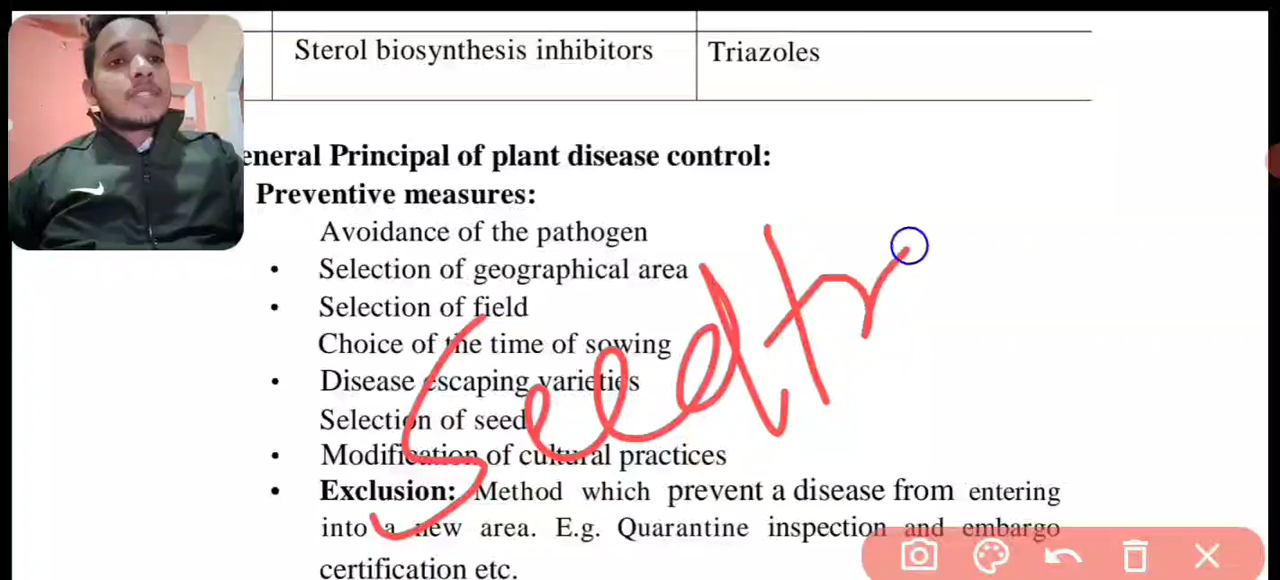 Sterol biosynthesis inhibitors Triazoles
eneral Principal of plant disease control:
Preventive measures:
Avoidance of the pathogen
• Selection of geographical area
• Selection of field
Choice of the time of sowing
• Disease escaping varieties
Selection of seed
• Modification of cultural practices
• Exclusion: Method which prevent a disease from entering
into a new area. E.g. Quarantine inspection and embargo
certification etc.
Seedtr